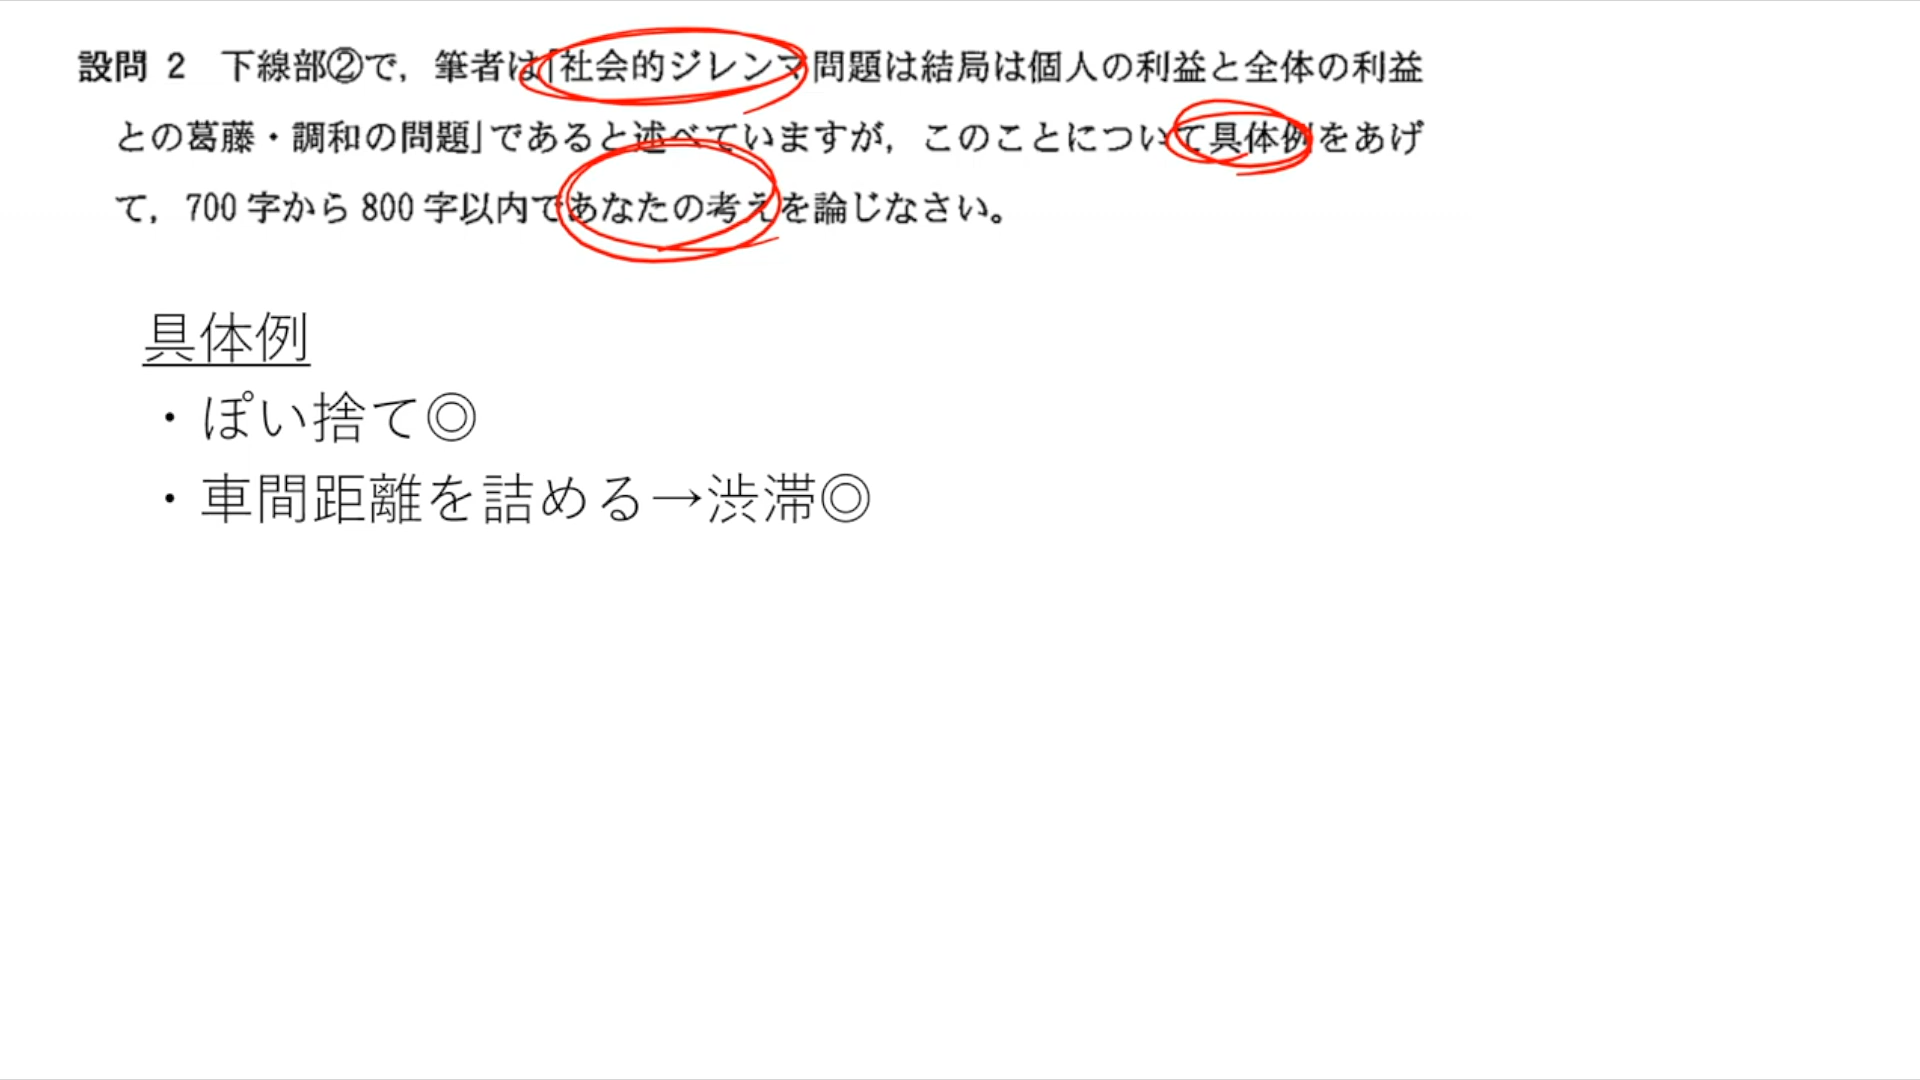 設問 2　下線部②で，筆者は「社会的ジレンマ問題は結局は個人の利益と全体の利益
との葛藤・調和の問題」であると述べていますが，このことについて具体例をあげ
て，700 字から 800 字以内であなたの考えを論じなさい。
具体例
・ぽい捨て◎
・車間距離を詰める→渋滞◎